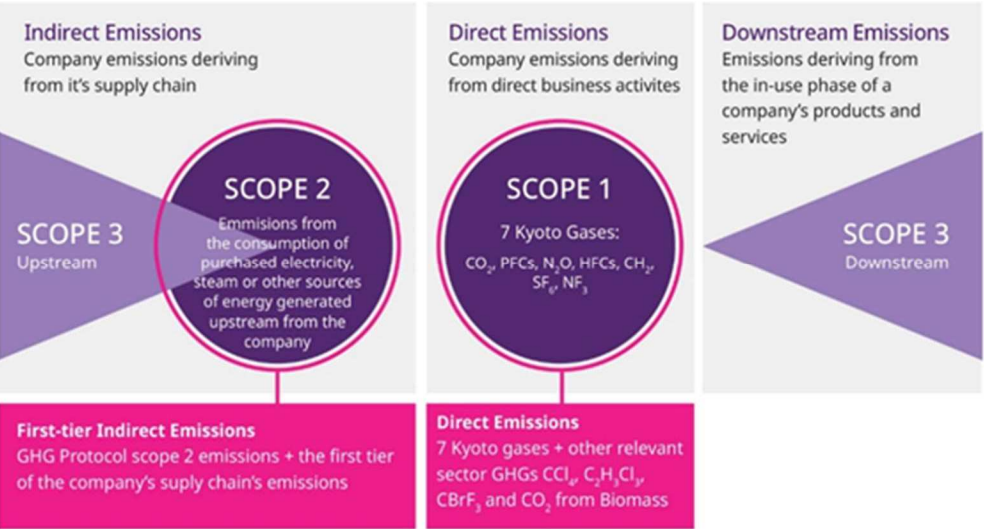 Indirect Emissions
Company emissions deriving
from it's supply chain
SCOPE 3
Upstream
SCOPE 2
Emmisions from
the consumption of
purchased electricity,
steam or other sources
of energy generated
upstream from the
company
First-tier Indirect Emissions
GHG Protocol scope 2 emissions + the first tier
of the company's suply chain's emissions
Direct Emissions
Company emissions deriving
from direct business activites
SCOPE 1
7 Kyoto Gases:
CO₂, PFCs, N₂O, HFCs, CH₂,
SF₆, NF₃
Direct Emissions
7 Kyoto gases + other relevant
sector GHGs CCl₄, C₂H₃Cl₃,
CBrF₃ and CO₂ from Biomass
Downstream Emissions
Emissions deriving from
the in-use phase of a
company's products and
services
SCOPE 3
Downstream